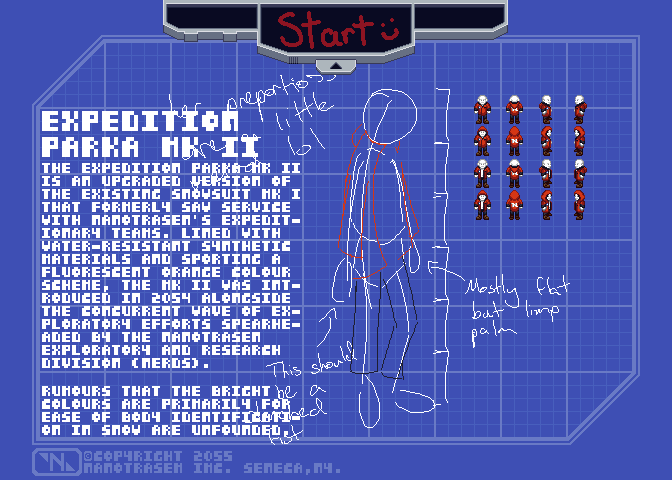 Start
her proportions
are a little
EXPEDITION
PARKA MK II
THE EXPEDITION PARKA MK II
IS AN UPGRADED VERSION OF
THE EXISTING SNOWSUIT MK I
THAT FORMERLY SAW SERVICE
WITH NANOTRASEN'S EXPEDIT-
IONARY TEAMS. LINED WITH
WATER-RESISTANT SYNTHETIC
MATERIALS AND SPORTING A
FLUORESCENT ORANGE COLOUR
SCHEME, THE MK II WAS INT-
RODUCED IN 2054 ALONGSIDE
THE CONCURRENT WAVE OF EX-
PLORATORY EFFORTS SPEARHE-
ADED BY THE NANOTRASEN
EXPLORATORY AND RESEARCH
DIVISION (NERDS).
RUMOURS THAT THE BRIGHT
COLOURS ARE PRIMARILY FOR
EASE OF BODY IDENTIFICATI-
ON IN SNOW ARE UNFOUNDED.
Mostly flat
but limp
palm
This should
be a
fist
N
©COPYRIGHT 2055
NANOTRASEN INC. SENECA,NY.